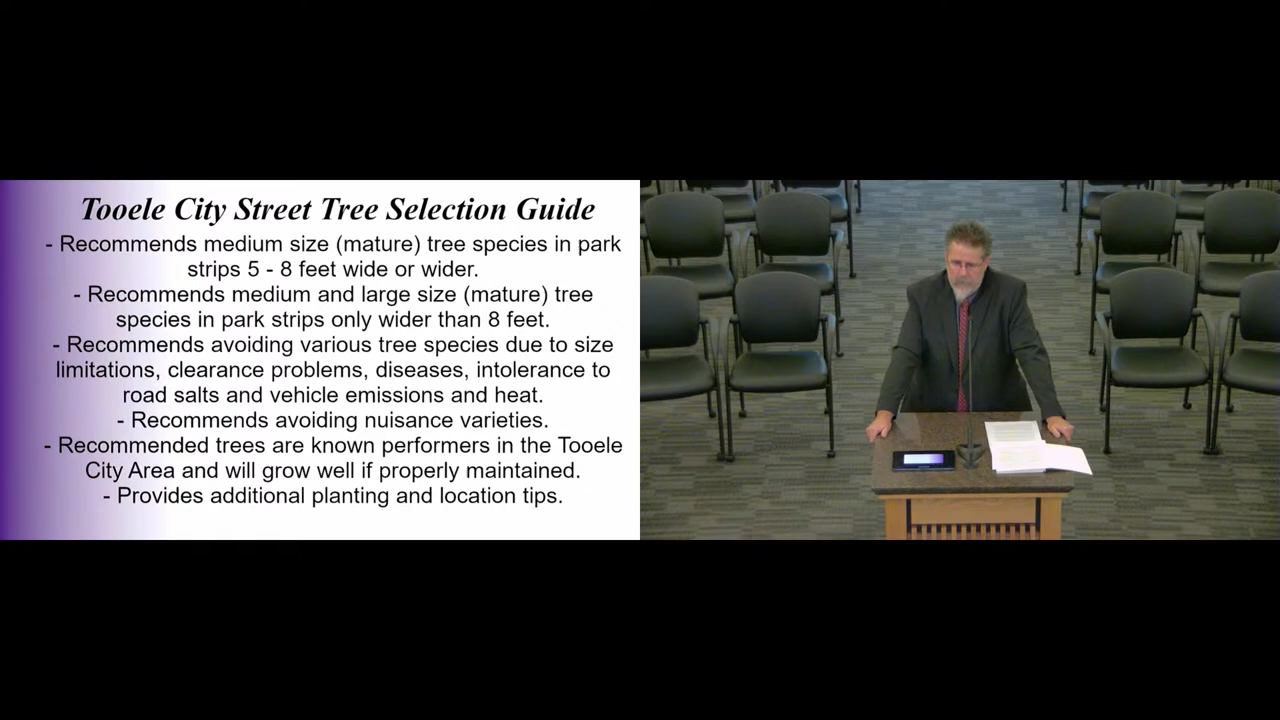 Tooele City Street Tree Selection Guide
- Recommends medium size (mature) tree species in park
strips 5 - 8 feet wide or wider.
- Recommends medium and large size (mature) tree
species in park strips only wider than 8 feet.
- Recommends avoiding various tree species due to size
limitations, clearance problems, diseases, intolerance to
road salts and vehicle emissions and heat.
- Recommends avoiding nuisance varieties.
- Recommended trees are known performers in the Tooele
City Area and will grow well if properly maintained.
- Provides additional planting and location tips.